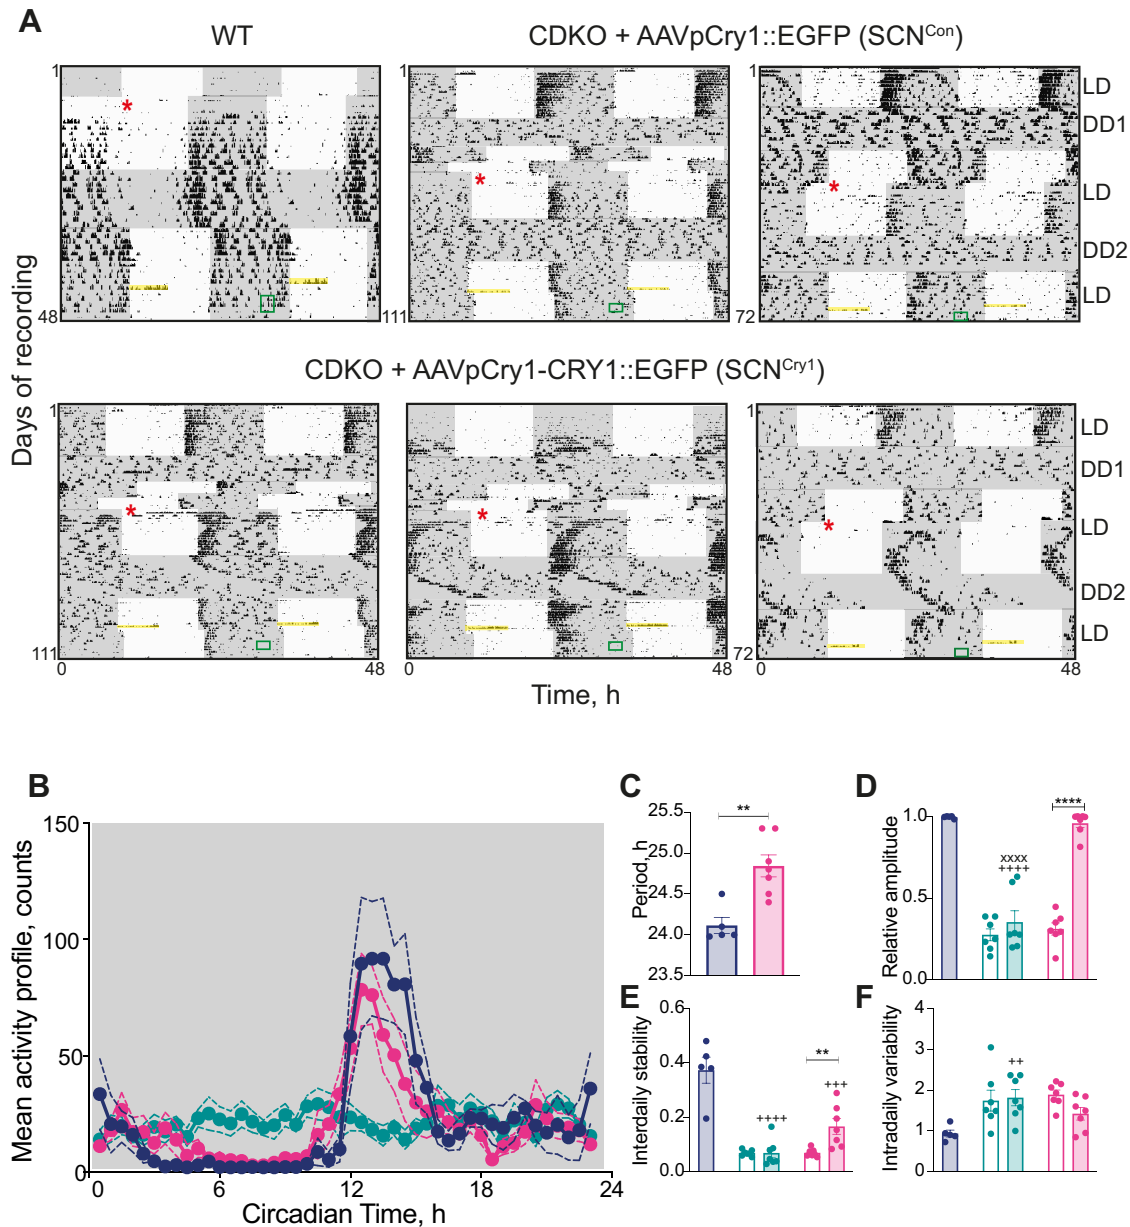 A
WT
CDKO + AAVpCry1::EGFP (SCN^Con)
Days of recording
1
48
*
1
111
*
1
72
*
LD
DD1
LD
DD2
LD
CDKO + AAVpCry1-CRY1::EGFP (SCN^Cry1)
1
111
*
0
48
1
*
0
48
1
72
*
0
48
LD
DD1
LD
DD2
LD
Time, h
B
Mean activity profile, counts
150
100
50
0
0
6
12
18
24
Circadian Time, h
C
Period, h
25.5
25.0
24.5
24.0
23.5
**
D
Relative amplitude
1.0
0.5
0.0
xxxx
++++
****
E
Interdaily stability
0.6
0.4
0.2
0.0
++++
**
+++
F
Intradaily variability
4
3
2
1
0
++